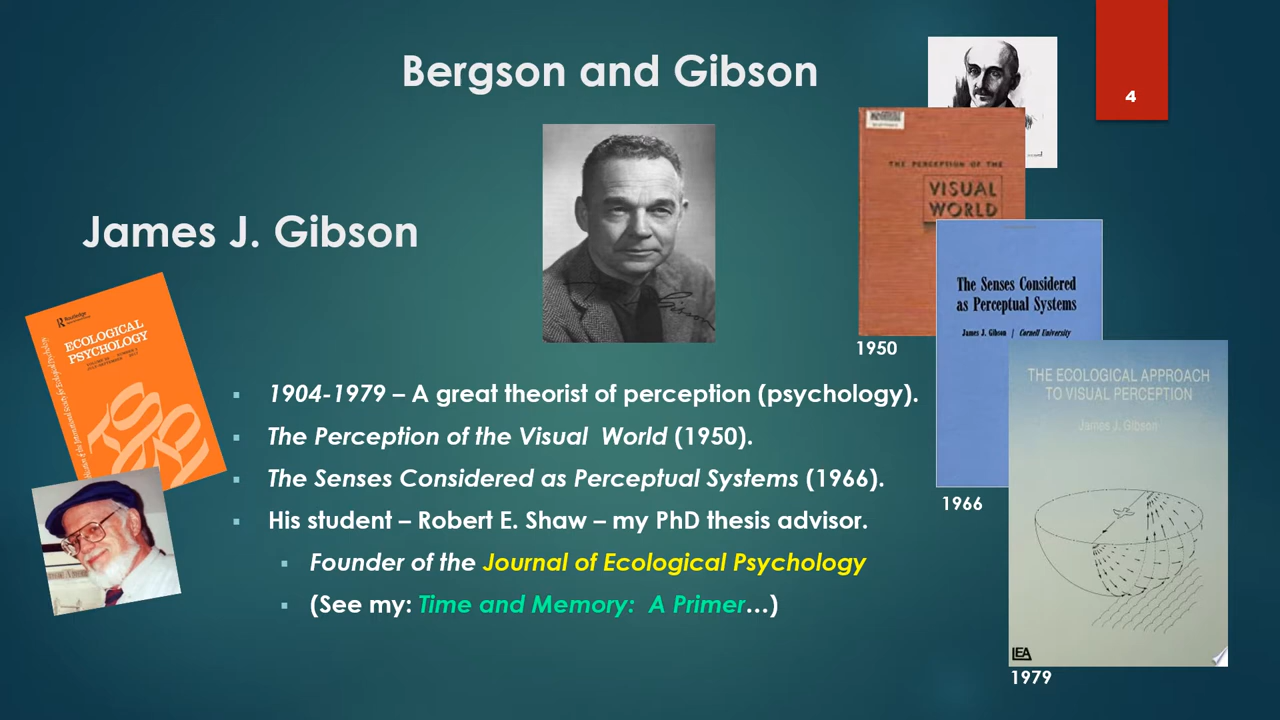 Bergson and Gibson
4
James J. Gibson
THE PERCEPTION OF THE
VISUAL
WORLD
1950
The Senses Considered
as Perceptual Systems
James J. Gibson | Cornell University
1966
THE ECOLOGICAL APPROACH
TO VISUAL PERCEPTION
James J. Gibson
LEA
1979
Routledge
ECOLOGICAL
PSYCHOLOGY
1904-1979 – A great theorist of perception (psychology).
The Perception of the Visual World (1950).
The Senses Considered as Perceptual Systems (1966).
His student – Robert E. Shaw – my PhD thesis advisor.
Founder of the Journal of Ecological Psychology
(See my: Time and Memory: A Primer…)